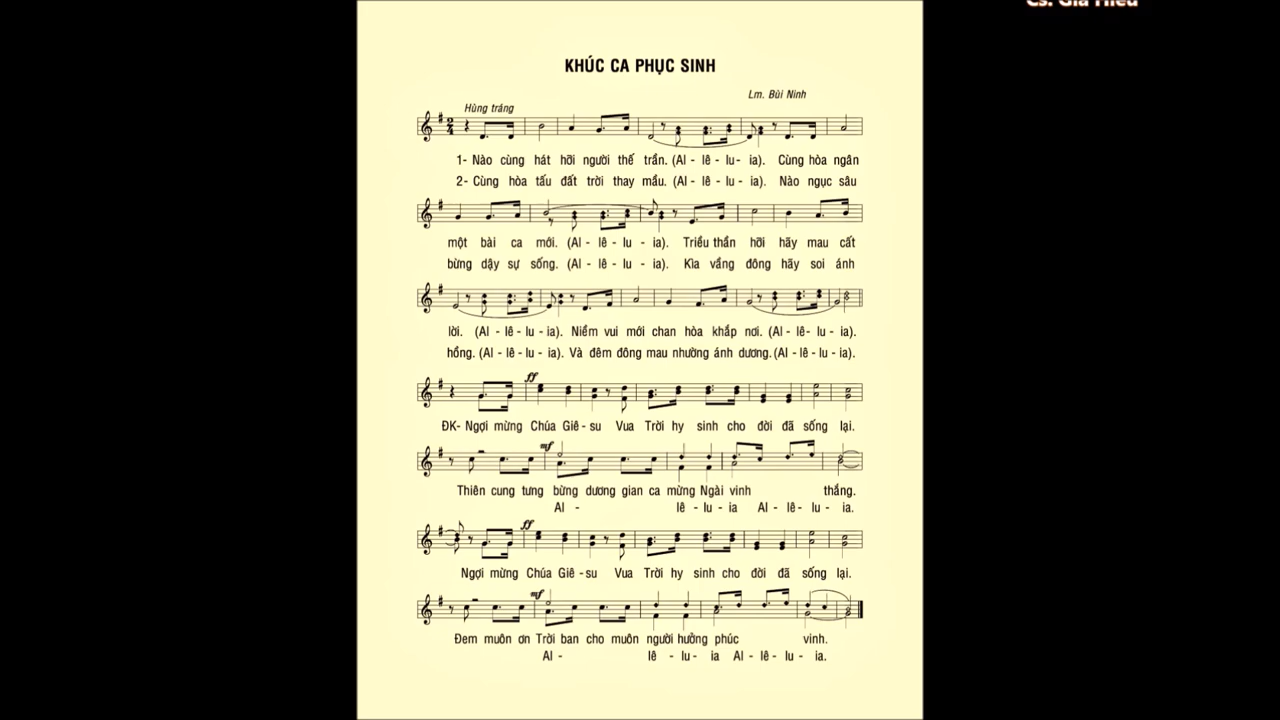 Cs. Gia Hiếu
KHÚC CA PHỤC SINH
Lm. Bùi Ninh
Hùng tráng
2
4
1- Nào cùng hát hỡi người thế trần. (Al - lê - lu - ia). Cùng hòa ngân
2- Cùng hòa tấu đất trời thay mầu. (Al - lê - lu - ia). Nào ngục sâu
một bài ca mới. (Al - lê - lu - ia). Triều thần hỡi hãy mau cất
bừng dậy sự sống. (Al - lê - lu - ia). Kìa vầng đông hãy soi ánh
lời. (Al - lê - lu - ia). Niềm vui mới chan hòa khắp nơi. (Al - lê- lu - ia).
hồng. (Al - lê - lu - ia). Và đêm đông mau nhường ánh dương. (Al - lê - lu - ia).
ff
ĐK- Ngợi mừng Chúa Giê - su Vua Trời hy sinh cho đời đã sống lại.
mf
Thiên cung tưng bừng dương gian ca mừng Ngài vinh thắng.
Al - lê - lu - ia Al - lê - lu - ia.
ff
Ngợi mừng Chúa Giê - su Vua Trời hy sinh cho đời đã sống lại.
mf
Đem muôn ơn Trời ban cho muôn người hưởng phúc vinh.
Al - lê - lu - ia Al - lê - lu - ia.